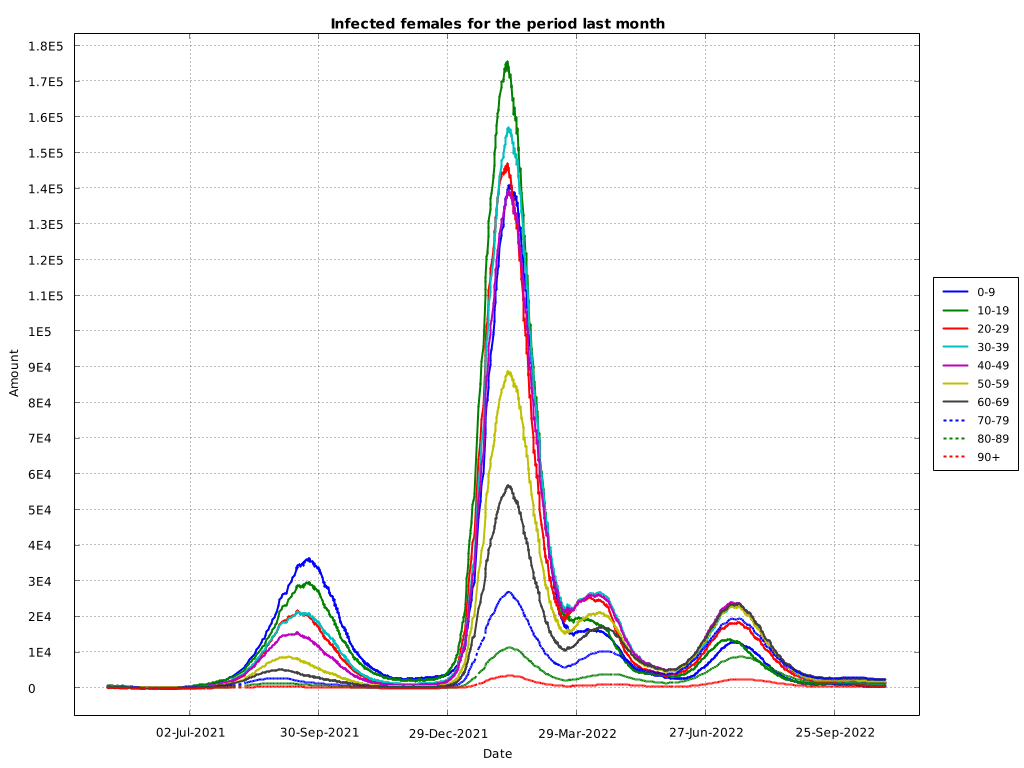 Infected females for the period last month
1.8E5
1.7E5
1.6E5
1.5E5
1.4E5
1.3E5
1.2E5
1.1E5
1E5
9E4
8E4
7E4
6E4
5E4
4E4
3E4
2E4
1E4
0
Amount
02-Jul-2021
30-Sep-2021
29-Dec-2021
29-Mar-2022
27-Jun-2022
25-Sep-2022
Date
0-9
10-19
20-29
30-39
40-49
50-59
60-69
70-79
80-89
90+